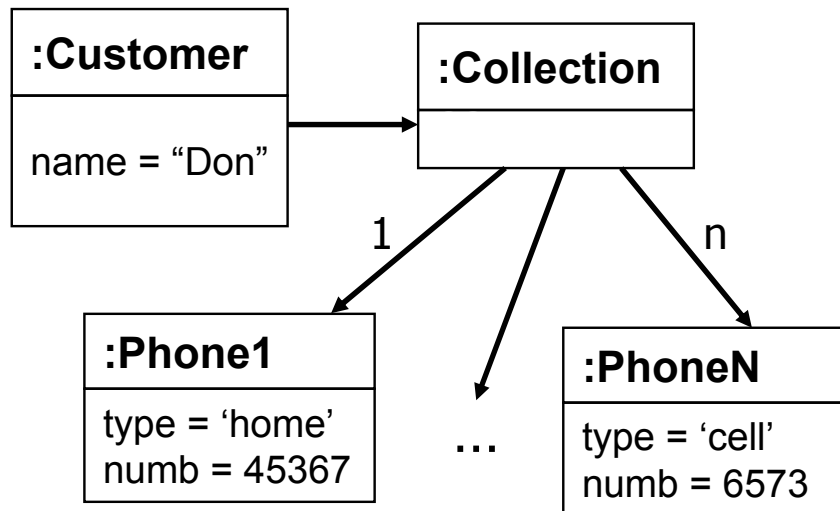 :Customer
name = “Don”
:Collection
1
n
:Phone1
type = ‘home’
numb = 45367
...
:PhoneN
type = ‘cell’
numb = 6573